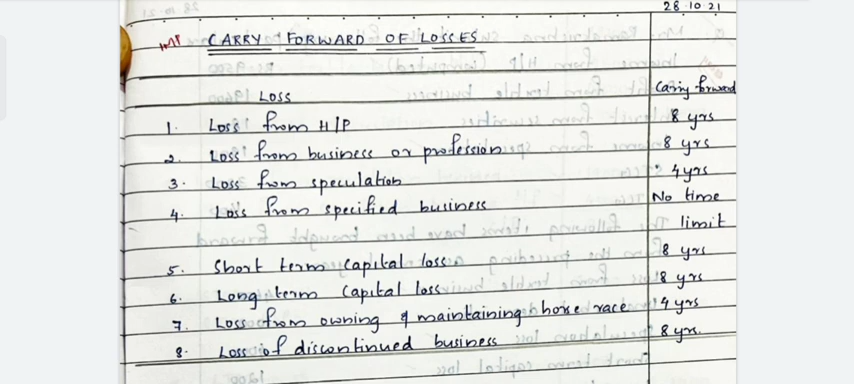 28.10.21
IMP CARRY FORWARD OF LOSSES
Loss Carry forward
1. Loss from H/P 8 yrs
2. Loss from business or profession 8 yrs
3. Loss from speculation 4 yrs
4. Loss from specified business No time
limit
5. Short term capital loss 8 yrs
6. Long term capital loss 8 yrs
7. Loss from owning & maintaining horse race 4 yrs
8. Loss of discontinued business 8 yrs.